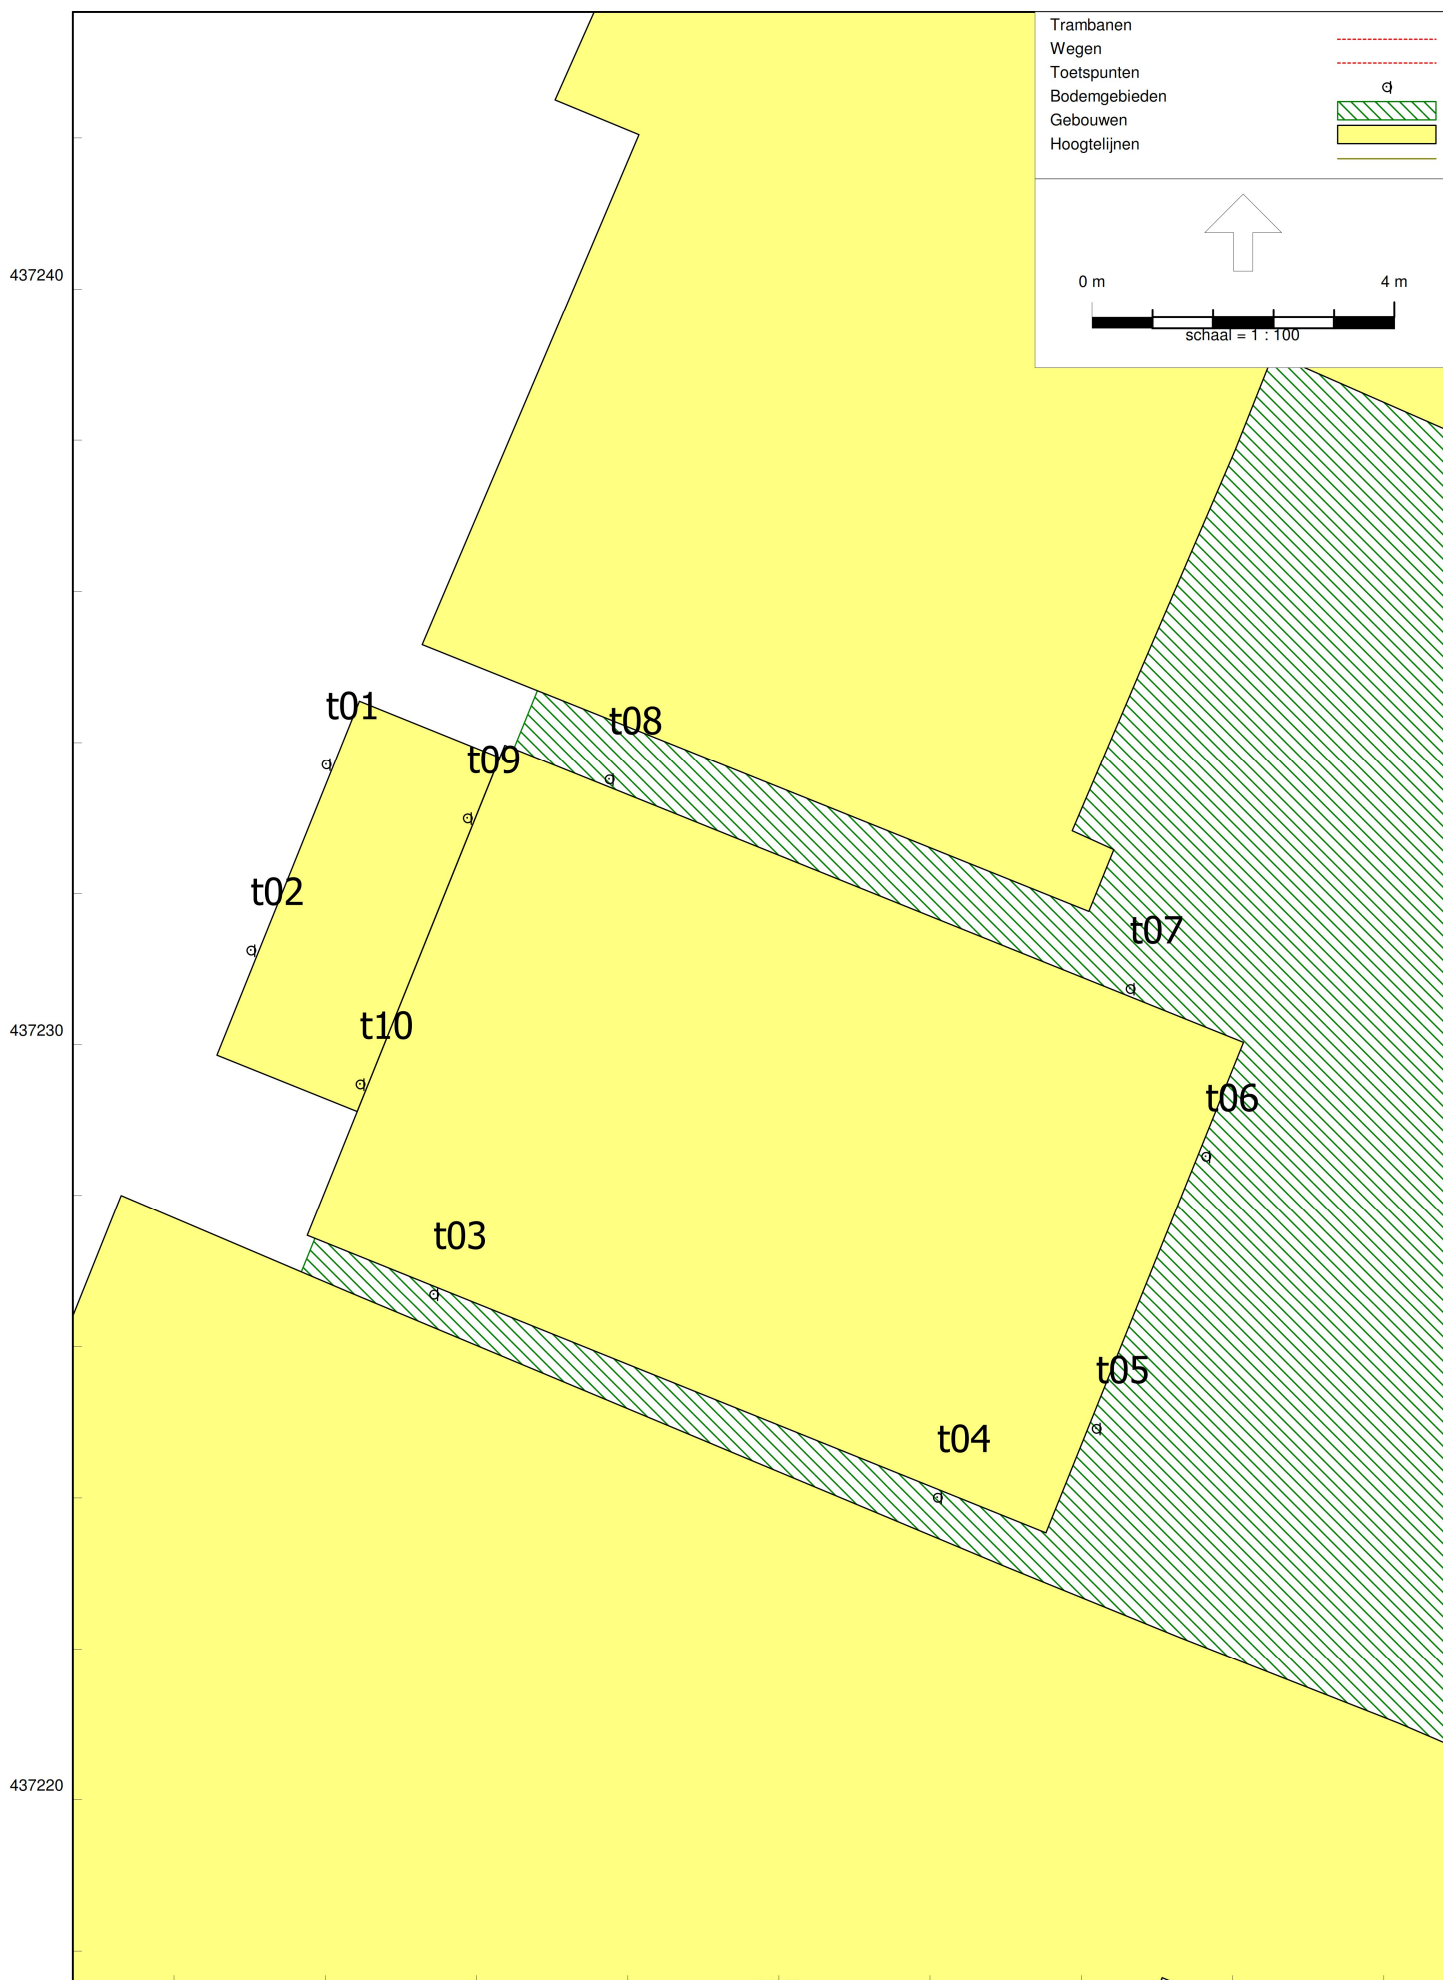 Trambanen
Wegen
Toetspunten
Bodemgebieden
Gebouwen
Hoogtelijnen
437240
0 m 4 m
schaal = 1 : 100
t01
t08
t09
t02
t07
t10
437230
t06
t03
t05
t04
437220